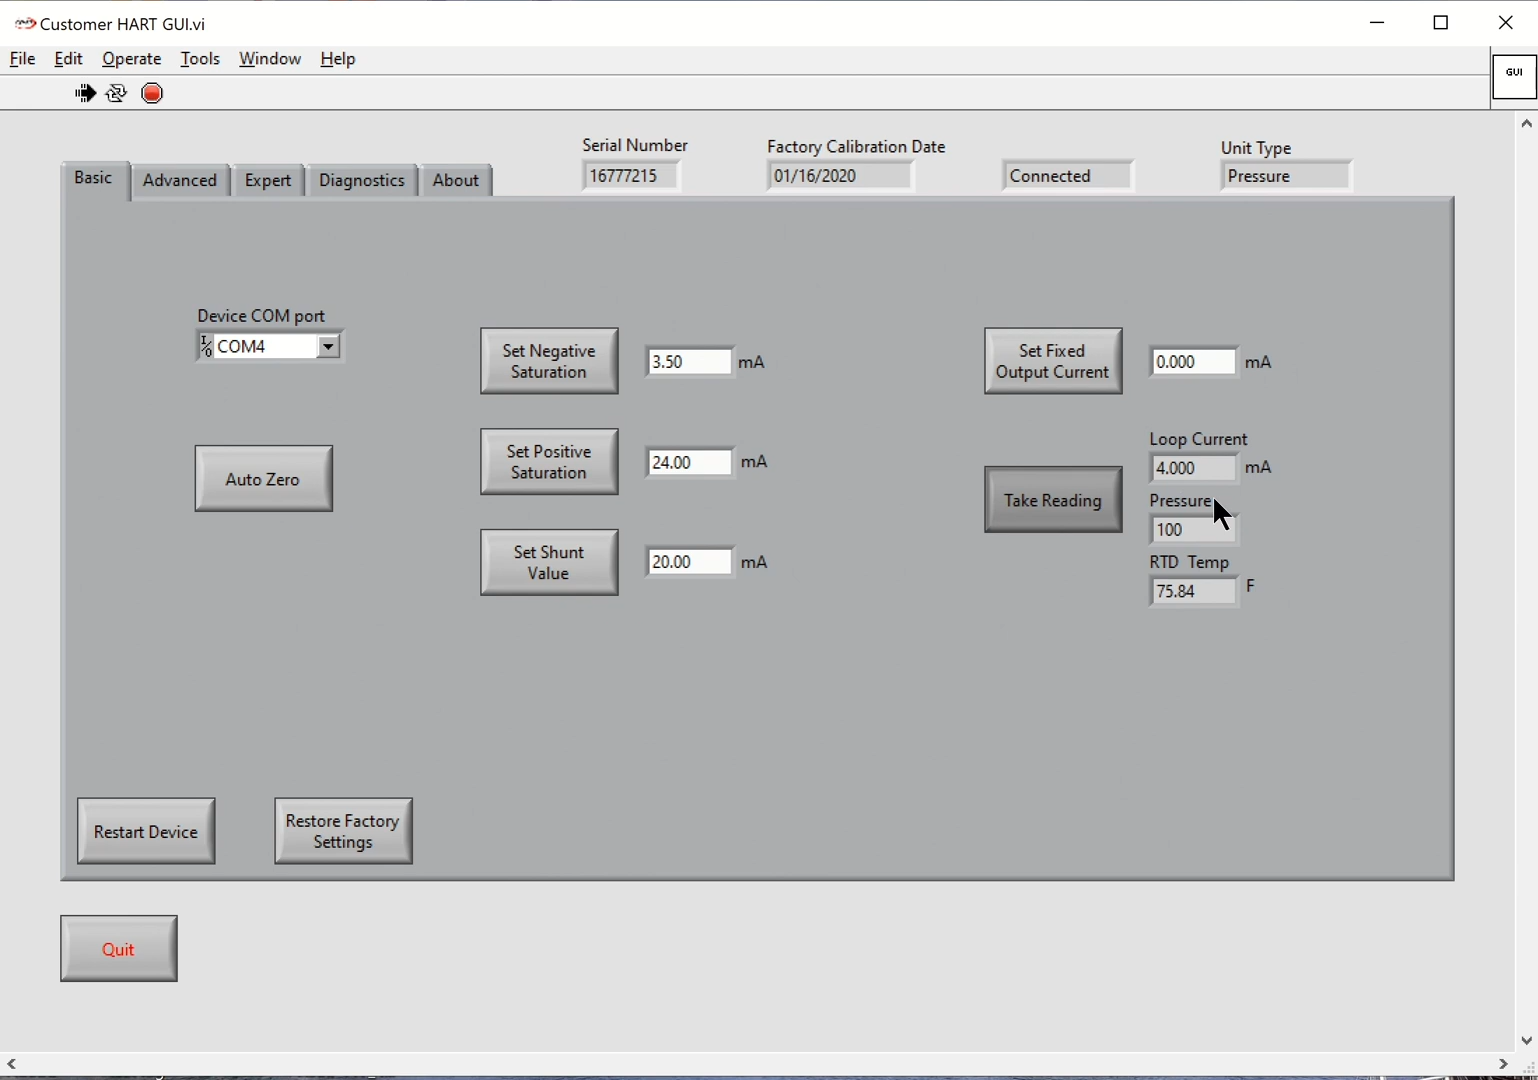 Customer HART GUI.vi
File Edit Operate Tools Window Help
GUI
Serial Number
16777215
Factory Calibration Date
01/16/2020
Connected
Unit Type
Pressure
Basic Advanced Expert Diagnostics About
Device COM port
I/O COM4
Auto Zero
Set Negative
Saturation
3.50 mA
Set Positive
Saturation
24.00 mA
Set Shunt
Value
20.00 mA
Set Fixed
Output Current
0.000 mA
Take Reading
Loop Current
4.000 mA
Pressure
100
RTD Temp
75.84 F
Restart Device
Restore Factory
Settings
Quit